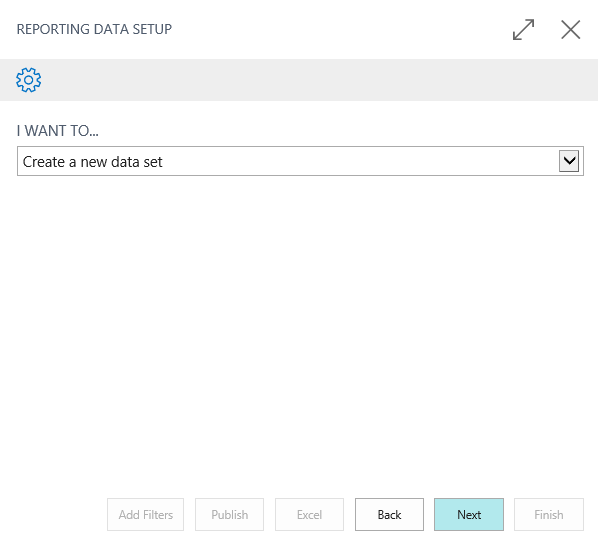 REPORTING DATA SETUP
I WANT TO...
Create a new data set
Add Filters Publish Excel Back Next Finish